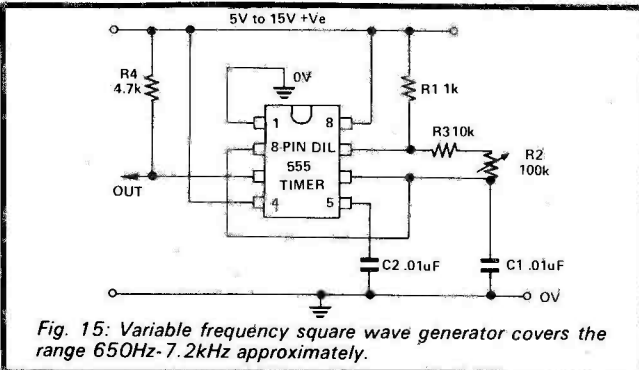 5V to 15V +Ve
R4
4.7k
0V
R1 1k
1
8
8-PIN DIL
R3 10k
R2
100k
555
TIMER
OUT
4
5
C2 .01uF
C1 .01uF
0V
Fig. 15: Variable frequency square wave generator covers the
range 650Hz-7.2kHz approximately.